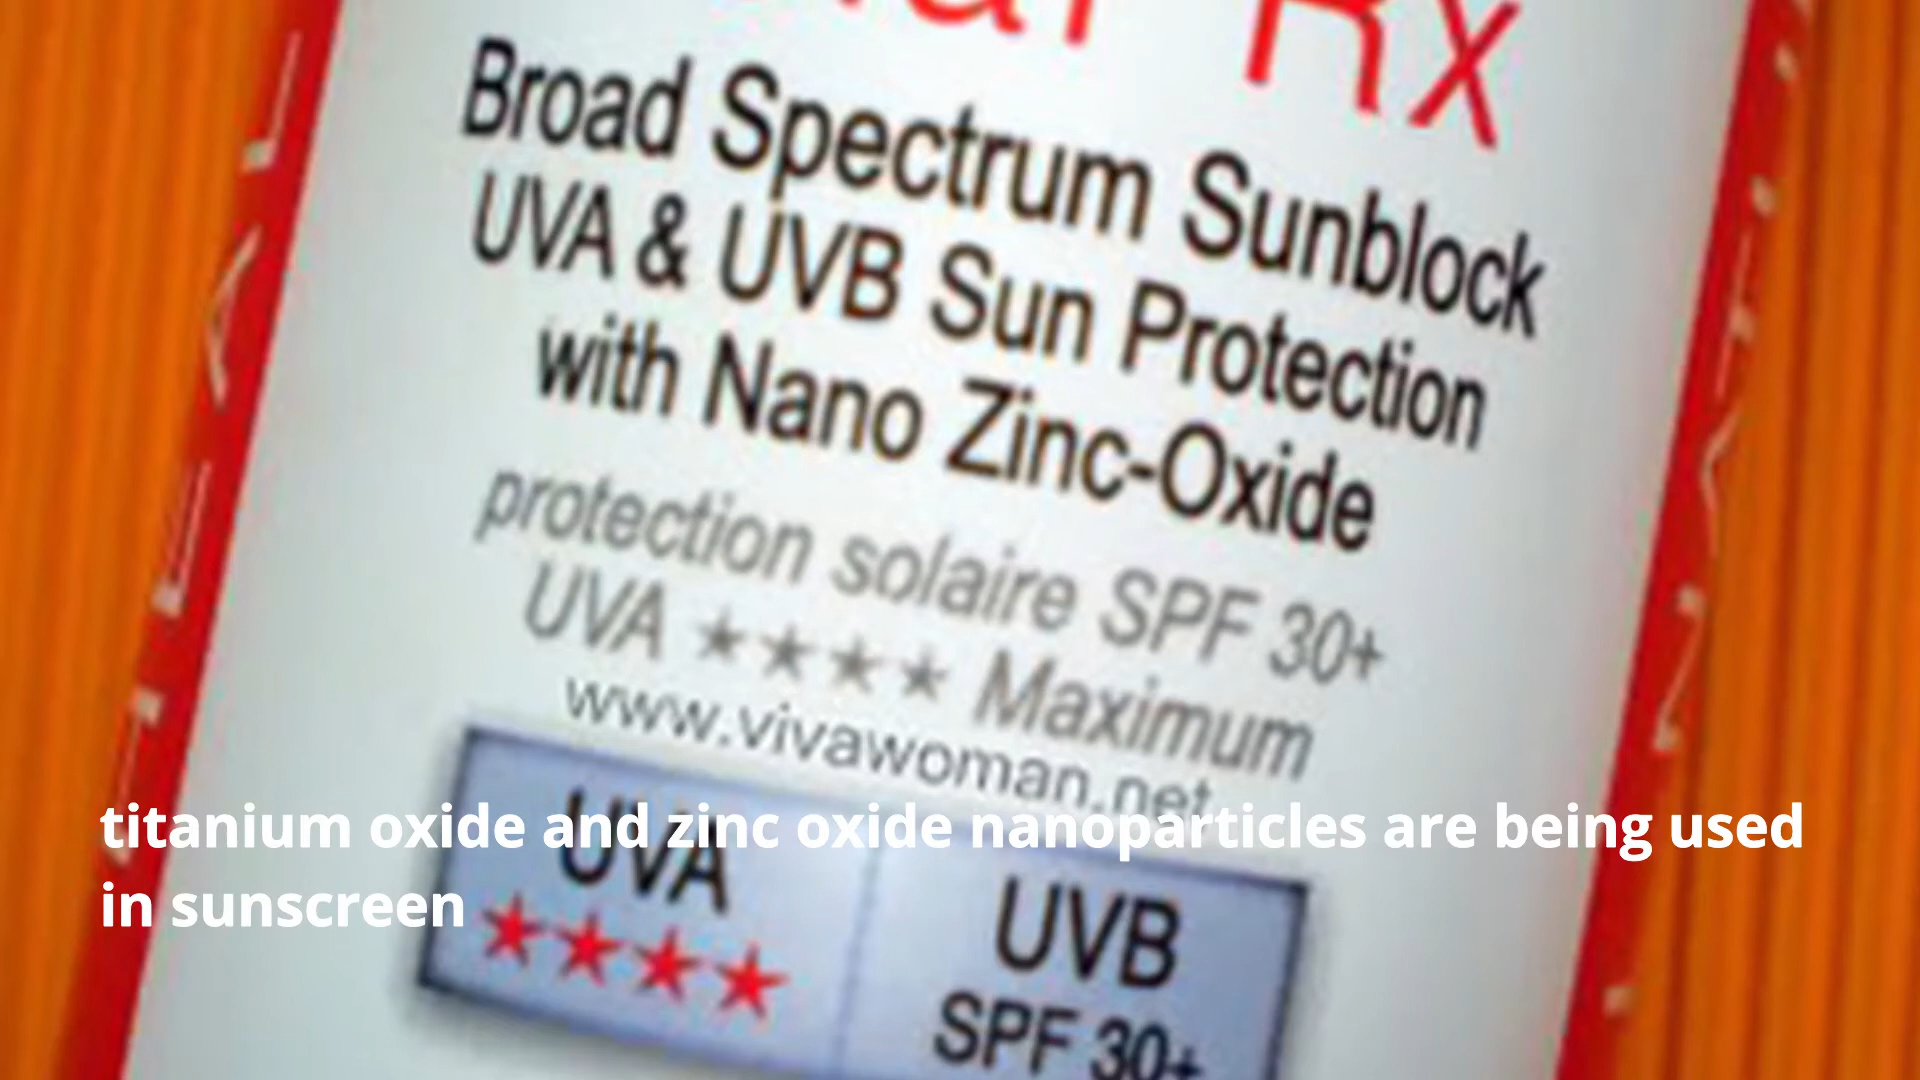 Rx
Broad Spectrum Sunblock
UVA & UVB Sun Protection
with Nano Zinc-Oxide
protection solaire SPF 30+
UVA ★★★★ Maximum
www.vivawoman.net
titanium oxide and zinc oxide nanoparticles are being used
in sunscreen
UVA
★★★★
UVB
SPF 30+